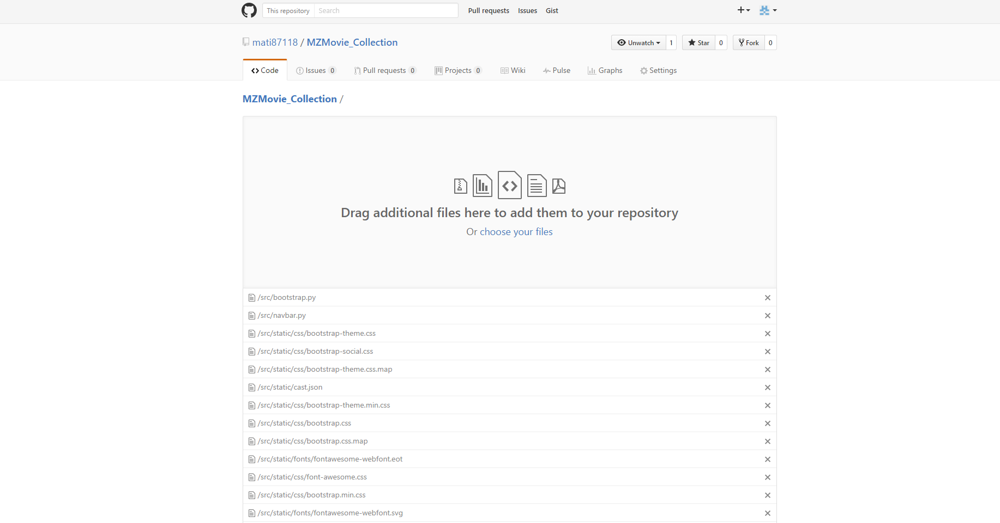 This repository Search Pull requests Issues Gist
mati87118 / MZMovie_Collection Unwatch 1 Star 0 Fork 0
Code Issues 0 Pull requests 0 Projects 0 Wiki Pulse Graphs Settings
MZMovie_Collection /
Drag additional files here to add them to your repository
Or choose your files
/src/bootstrap.py
/src/navbar.py
/src/static/css/bootstrap-theme.css
/src/static/css/bootstrap-social.css
/src/static/css/bootstrap-theme.css.map
/src/static/cast.json
/src/static/css/bootstrap-theme.min.css
/src/static/css/bootstrap.css
/src/static/css/bootstrap.css.map
/src/static/fonts/fontawesome-webfont.eot
/src/static/css/font-awesome.css
/src/static/css/bootstrap.min.css
/src/static/fonts/fontawesome-webfont.svg